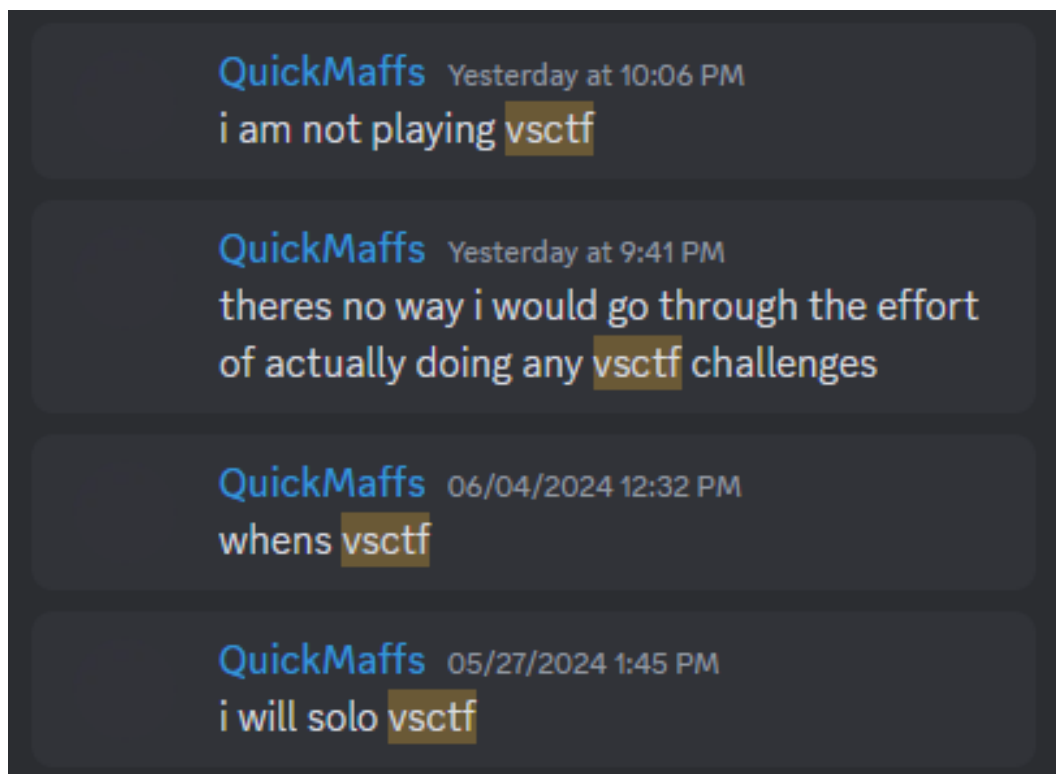 QuickMaffs Yesterday at 10:06 PM
i am not playing vsctf
QuickMaffs Yesterday at 9:41 PM
theres no way i would go through the effort
of actually doing any vsctf challenges
QuickMaffs 06/04/2024 12:32 PM
whens vsctf
QuickMaffs 05/27/2024 1:45 PM
i will solo vsctf